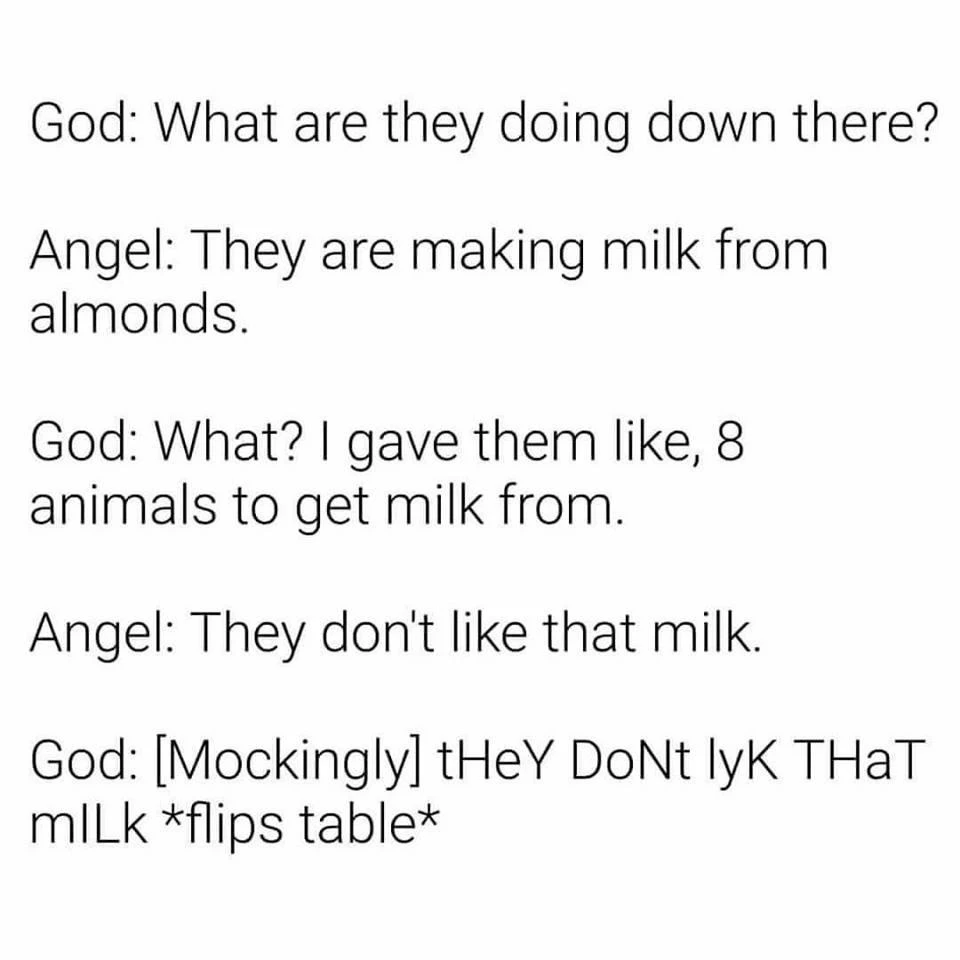 God: What are they doing down there?
Angel: They are making milk from
almonds.
God: What? I gave them like, 8
animals to get milk from.
Angel: They don't like that milk.
God: [Mockingly] tHeY DoNt lyK THaT
mILk *flips table*